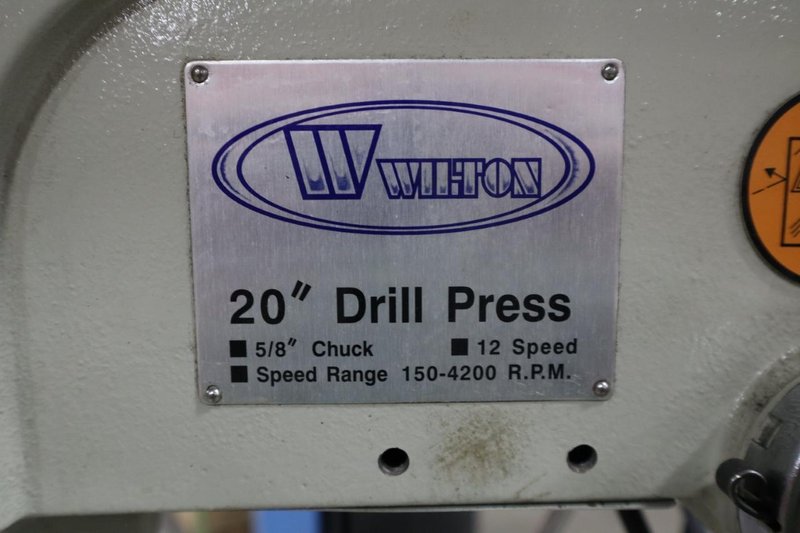 W WILTON
20" Drill Press
■ 5/8" Chuck ■ 12 Speed
■ Speed Range 150-4200 R.P.M.